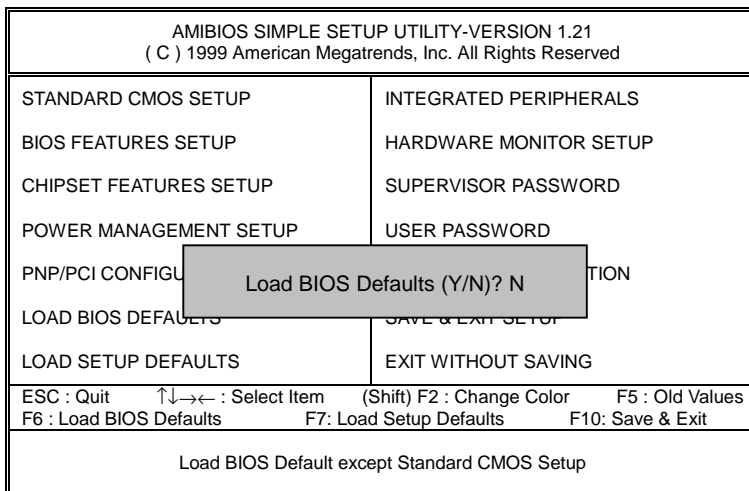 AMIBIOS SIMPLE SETUP UTILITY-VERSION 1.21
( C ) 1999 American Megatrends, Inc. All Rights Reserved
STANDARD CMOS SETUP
INTEGRATED PERIPHERALS
BIOS FEATURES SETUP
HARDWARE MONITOR SETUP
CHIPSET FEATURES SETUP
SUPERVISOR PASSWORD
POWER MANAGEMENT SETUP
USER PASSWORD
PNP/PCI CONFIGU
TION
Load BIOS Defaults (Y/N)? N
LOAD BIOS DEFAULTS
SAVE & EXIT SETUP
LOAD SETUP DEFAULTS
EXIT WITHOUT SAVING
ESC : Quit ↑↓→← : Select Item (Shift) F2 : Change Color F5 : Old Values
F6 : Load BIOS Defaults F7: Load Setup Defaults F10: Save & Exit
Load BIOS Default except Standard CMOS Setup